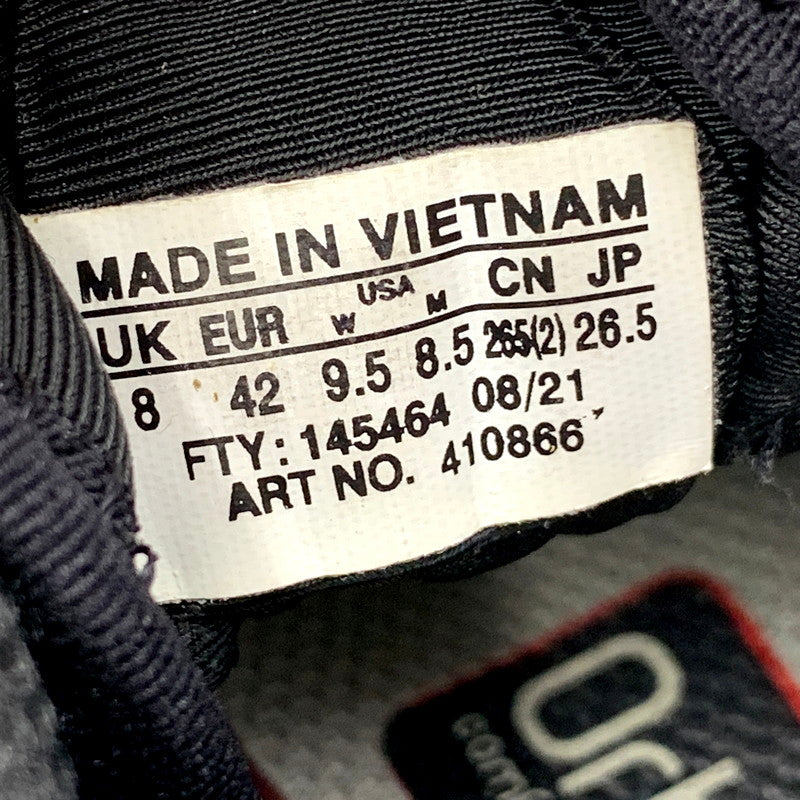 MADE IN VIETNAM
UK EUR USA W M CN JP
8 42 9.5 8.5 265(2) 26.5
FTY: 145464 08/21
ART NO. 410866